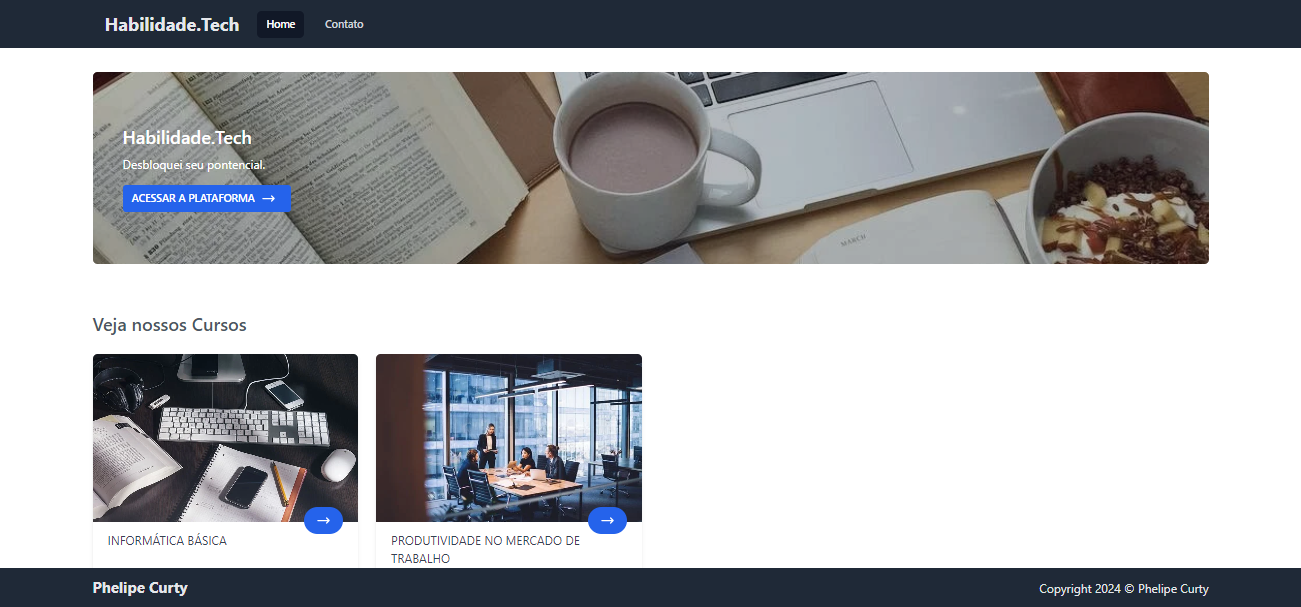 Habilidade.Tech
Home
Contato
MARCH
Habilidade.Tech
Desbloquei seu pontencial.
ACESSAR A PLATAFORMA →
Veja nossos Cursos
→
→
INFORMÁTICA BÁSICA
PRODUTIVIDADE NO MERCADO DE
TRABALHO
Phelipe Curty
Copyright 2024 © Phelipe Curty